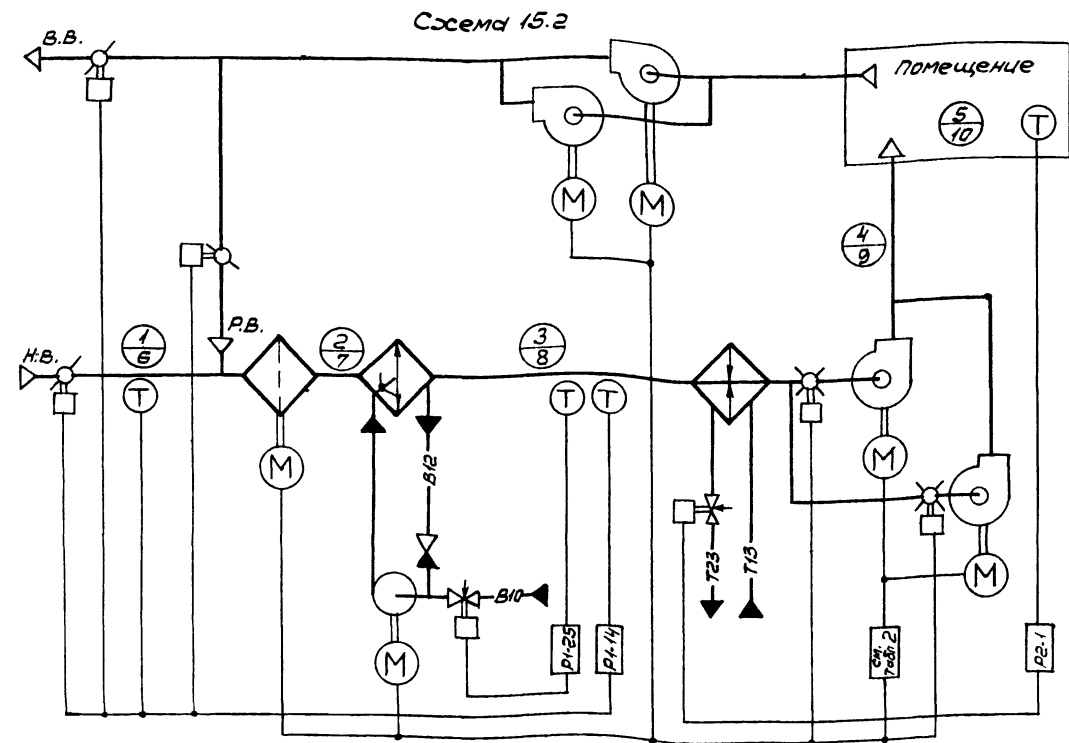 Схема 15.2
В.В.
помещение
5
10
Т
М
М
4
9
Р.В.
Н.В.
1
6
2
7
3
8
Т
Т
Т
М
М
В12
Т23
Т13
М
В10
М
Р1-25
Р1-14
см. табл.2
Р2-1